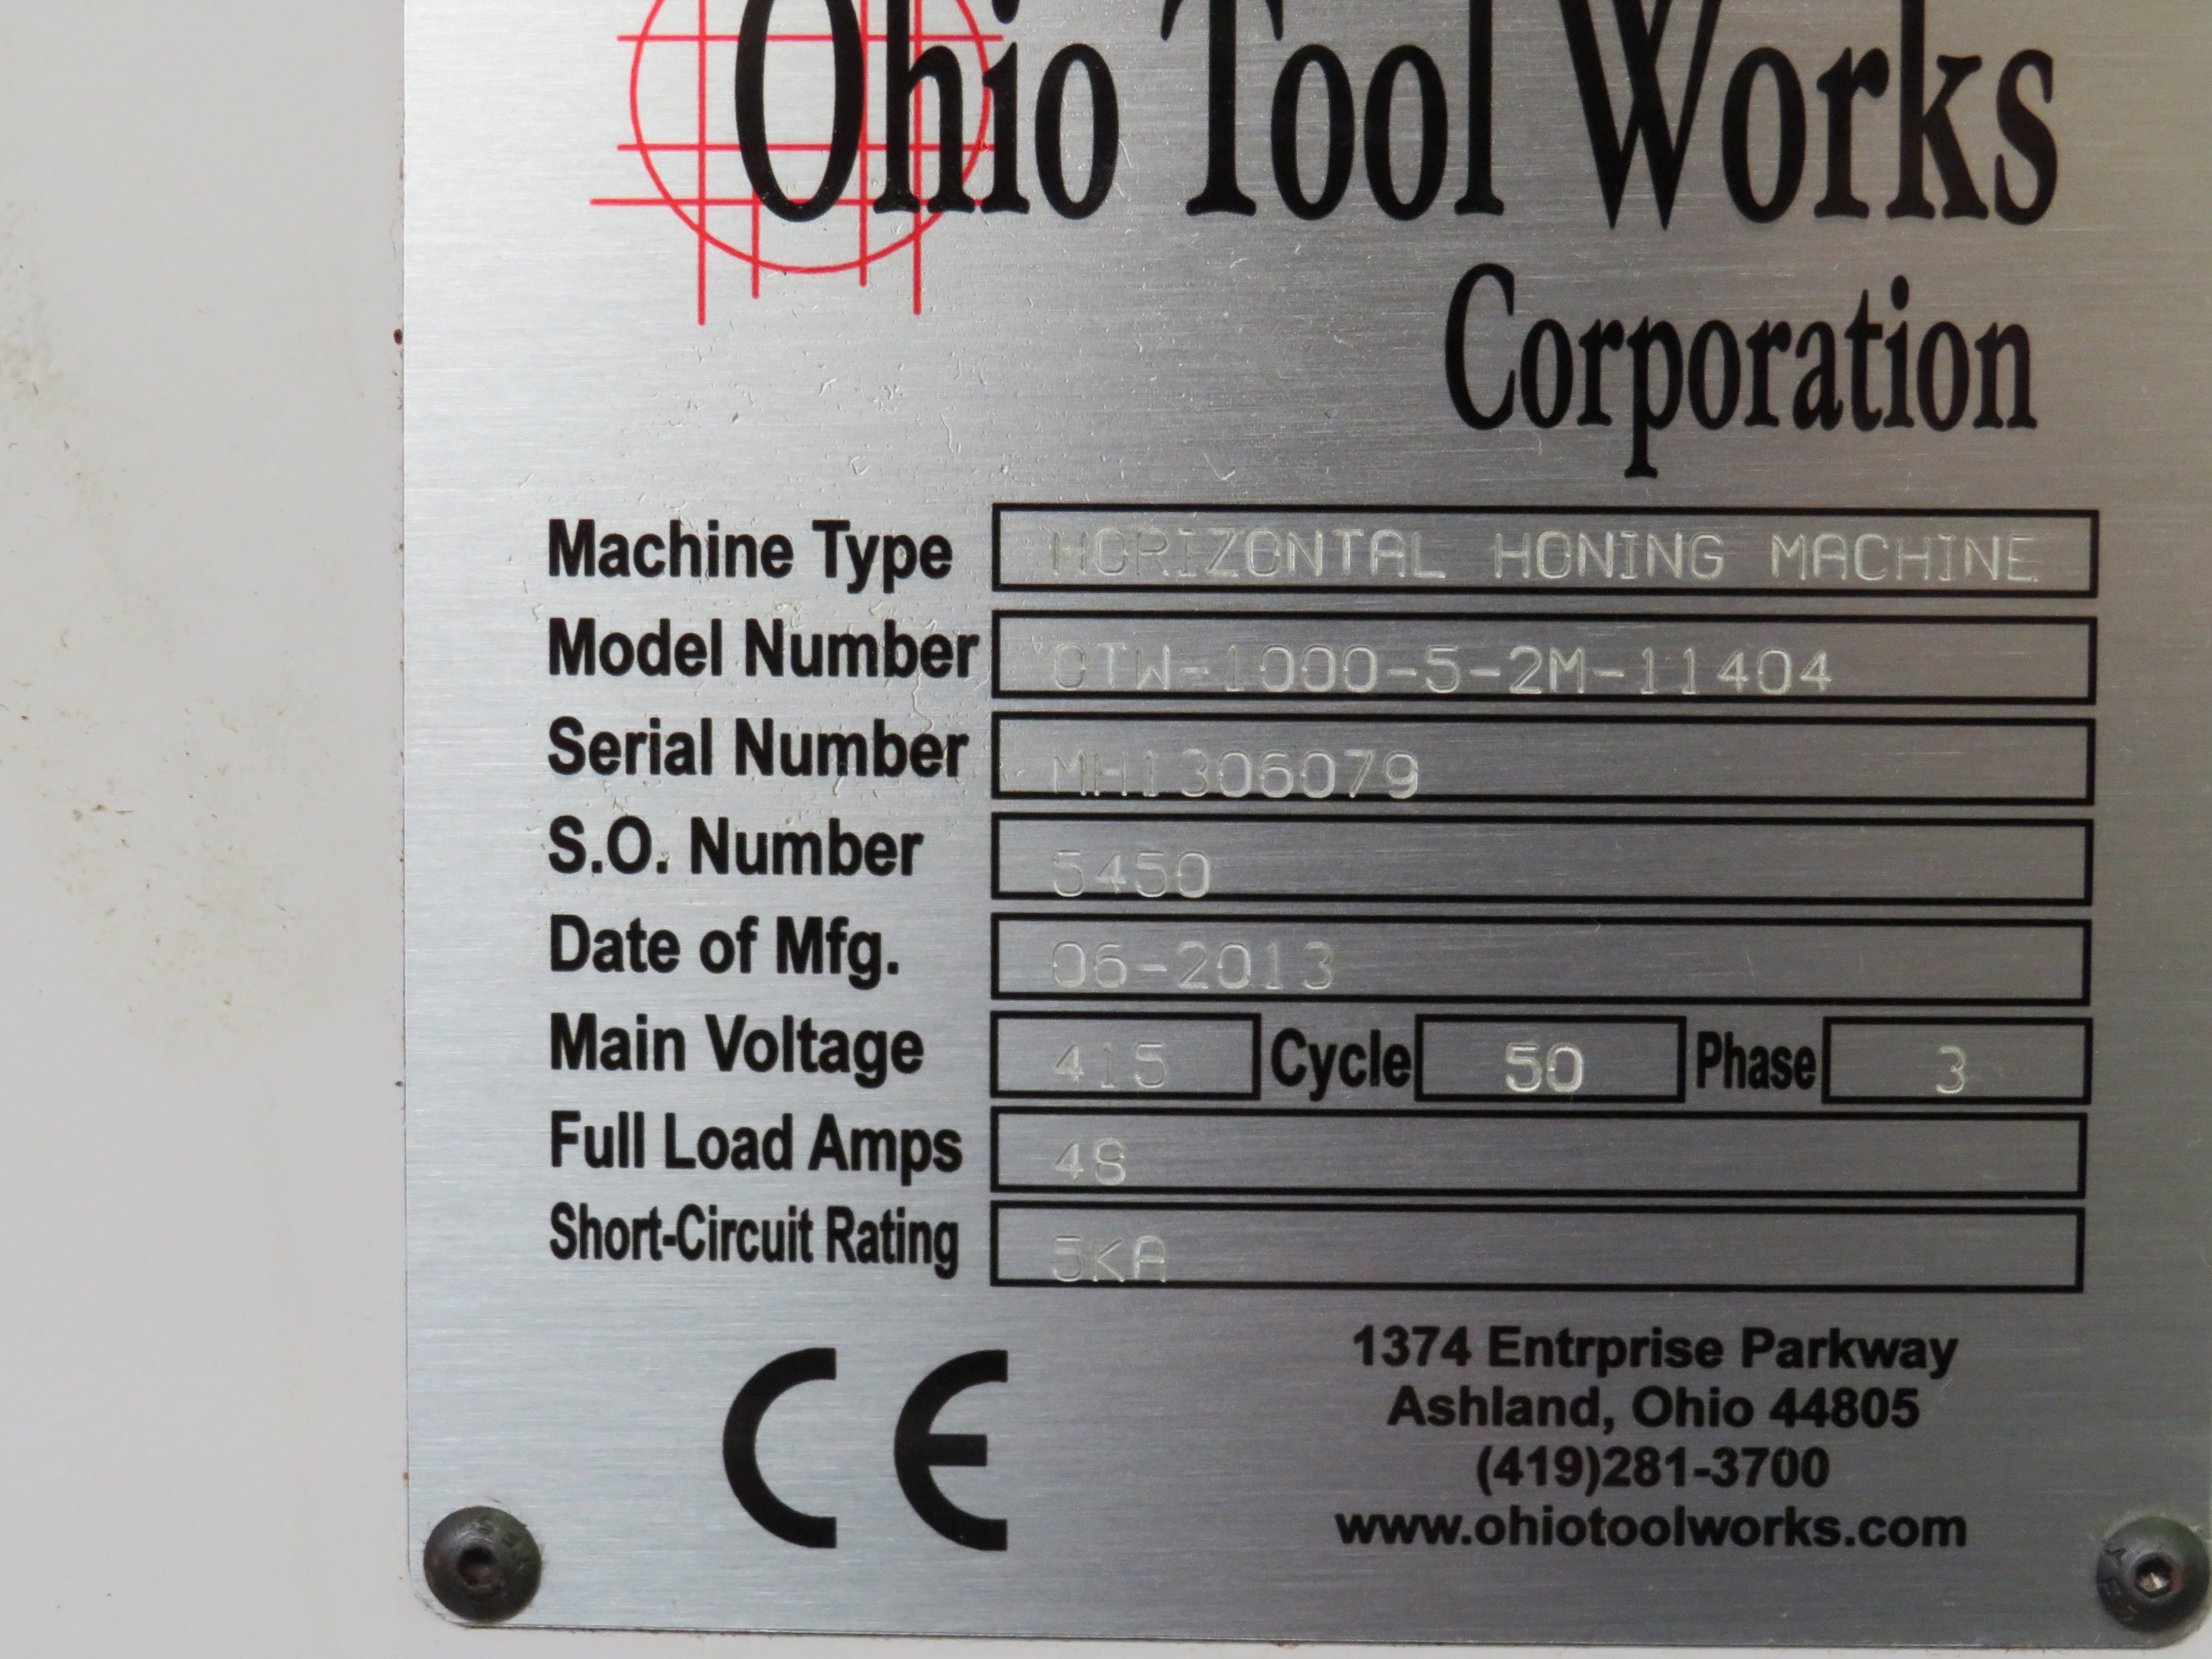 Ohio Tool Works
Corporation
Machine Type HORIZONTAL HONING MACHINE
Model Number OTW-1000-5-2M-11404
Serial Number MH1306079
S.O. Number 5450
Date of Mfg. 06-2013
Main Voltage 415 Cycle 50 Phase 3
Full Load Amps 48
Short-Circuit Rating 5KA
CE
1374 Entrprise Parkway
Ashland, Ohio 44805
(419)281-3700
www.ohiotoolworks.com